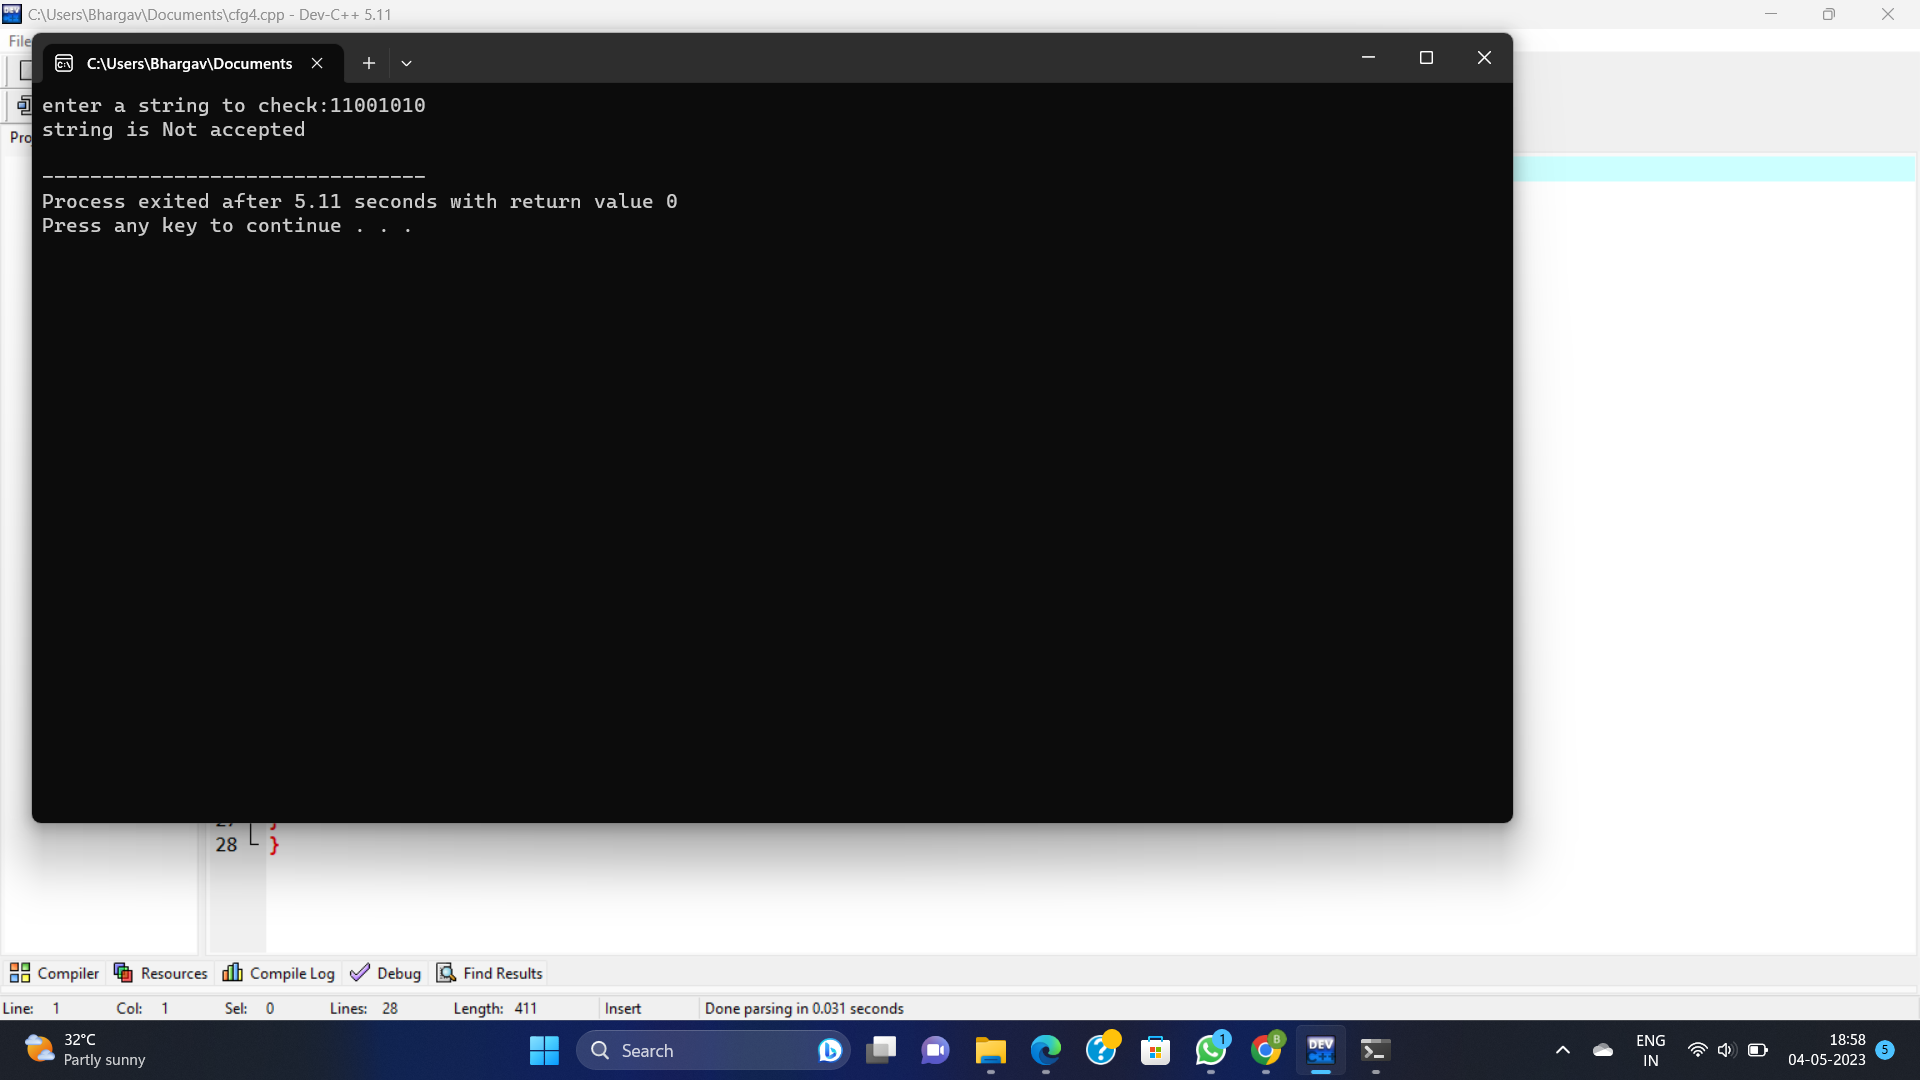 C:\Users\Bhargav\Documents\cfg4.cpp - Dev-C++ 5.11
File
C:\Users\Bhargav\Documents
enter a string to check:11001010
string is Not accepted
--------------------------------
Process exited after 5.11 seconds with return value 0
Press any key to continue . . .
28 }
Compiler Resources Compile Log Debug Find Results
Line: 1 Col: 1 Sel: 0 Lines: 28 Length: 411 Insert Done parsing in 0.031 seconds
32°C
Partly sunny
Search
1
B
DEV
C++
ENG
IN
18:58
04-05-2023
5